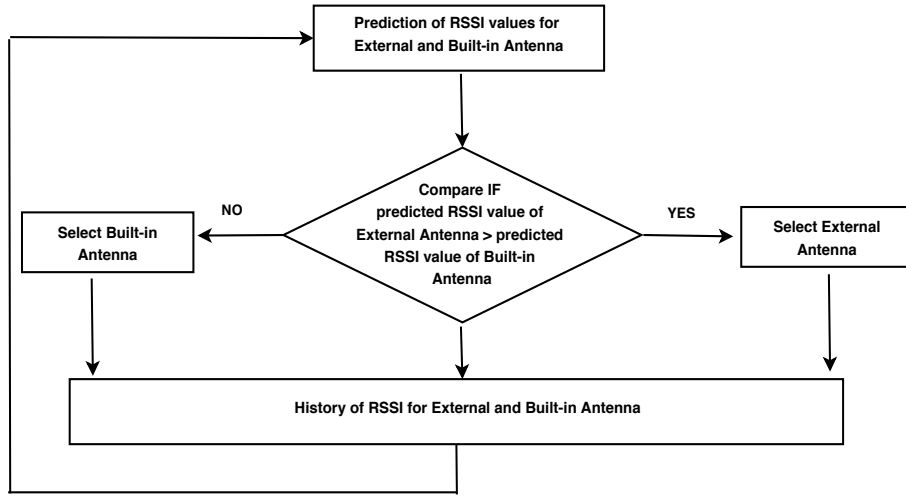 Prediction of RSSI values for
External and Built-in Antenna
Compare IF
predicted RSSI value of
External Antenna > predicted
RSSI value of Built-in
Antenna
NO
YES
Select Built-in
Antenna
Select External
Antenna
History of RSSI for External and Built-in Antenna